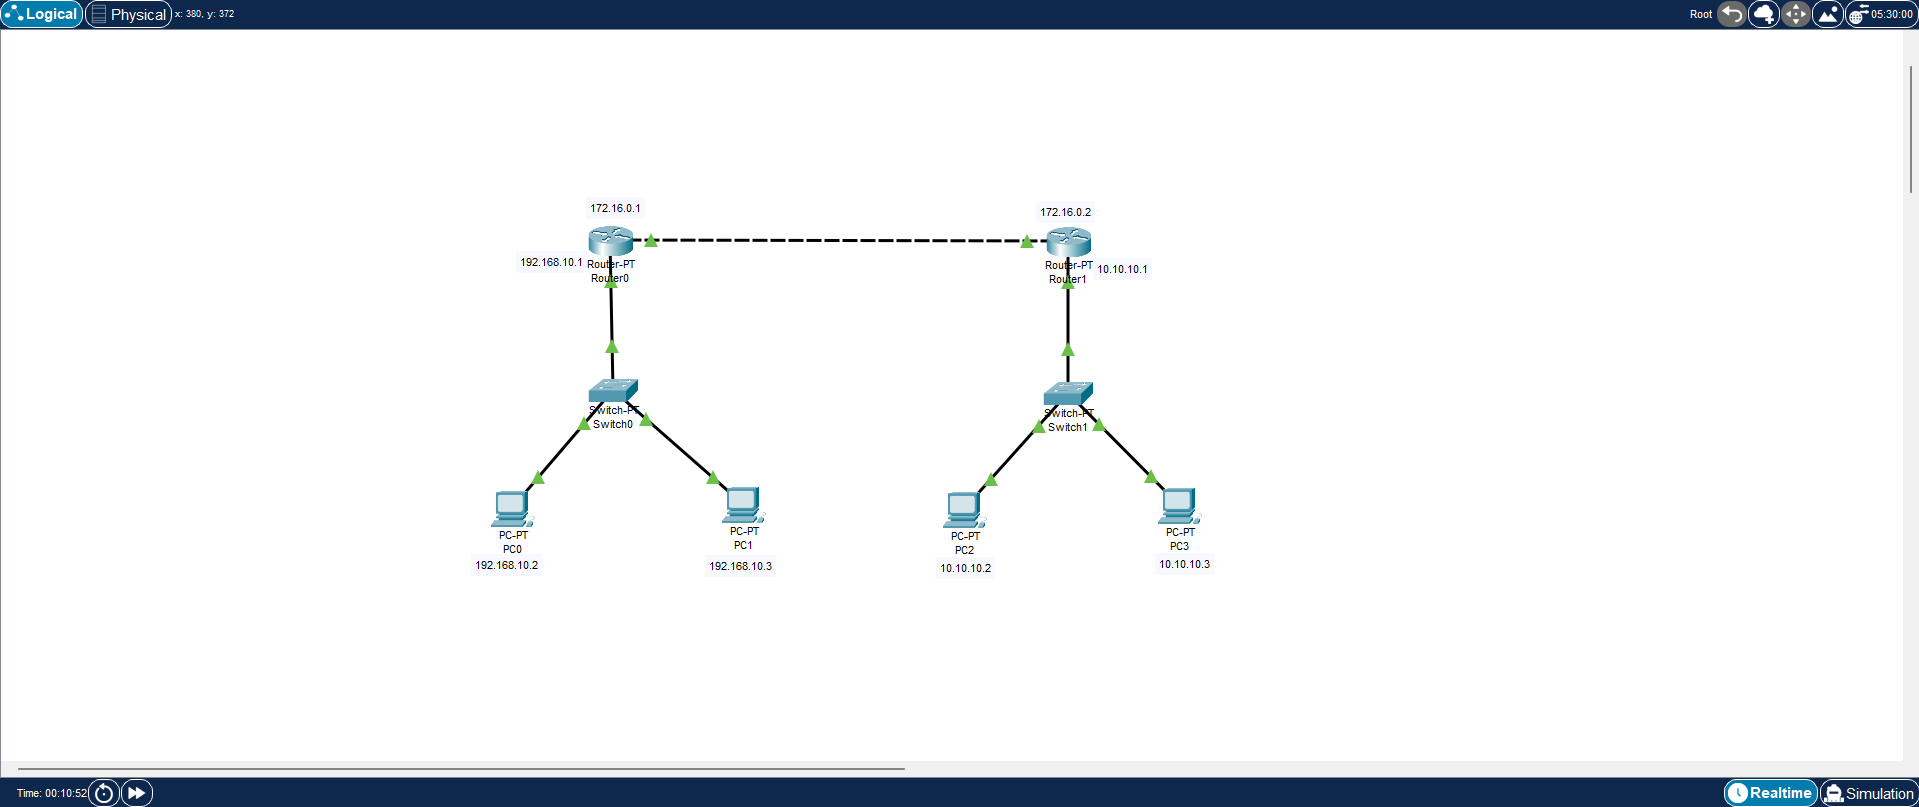 Logical
Physical
x: 380, y: 372
Root
05:30:00
172.16.0.1
172.16.0.2
192.168.10.1
Router-PT
Router0
Router-PT
Router1
10.10.10.1
Switch-PT
Switch0
Switch-PT
Switch1
PC-PT
PC0
192.168.10.2
PC-PT
PC1
192.168.10.3
PC-PT
PC2
10.10.10.2
PC-PT
PC3
10.10.10.3
Time: 00:10:52
Realtime
Simulation